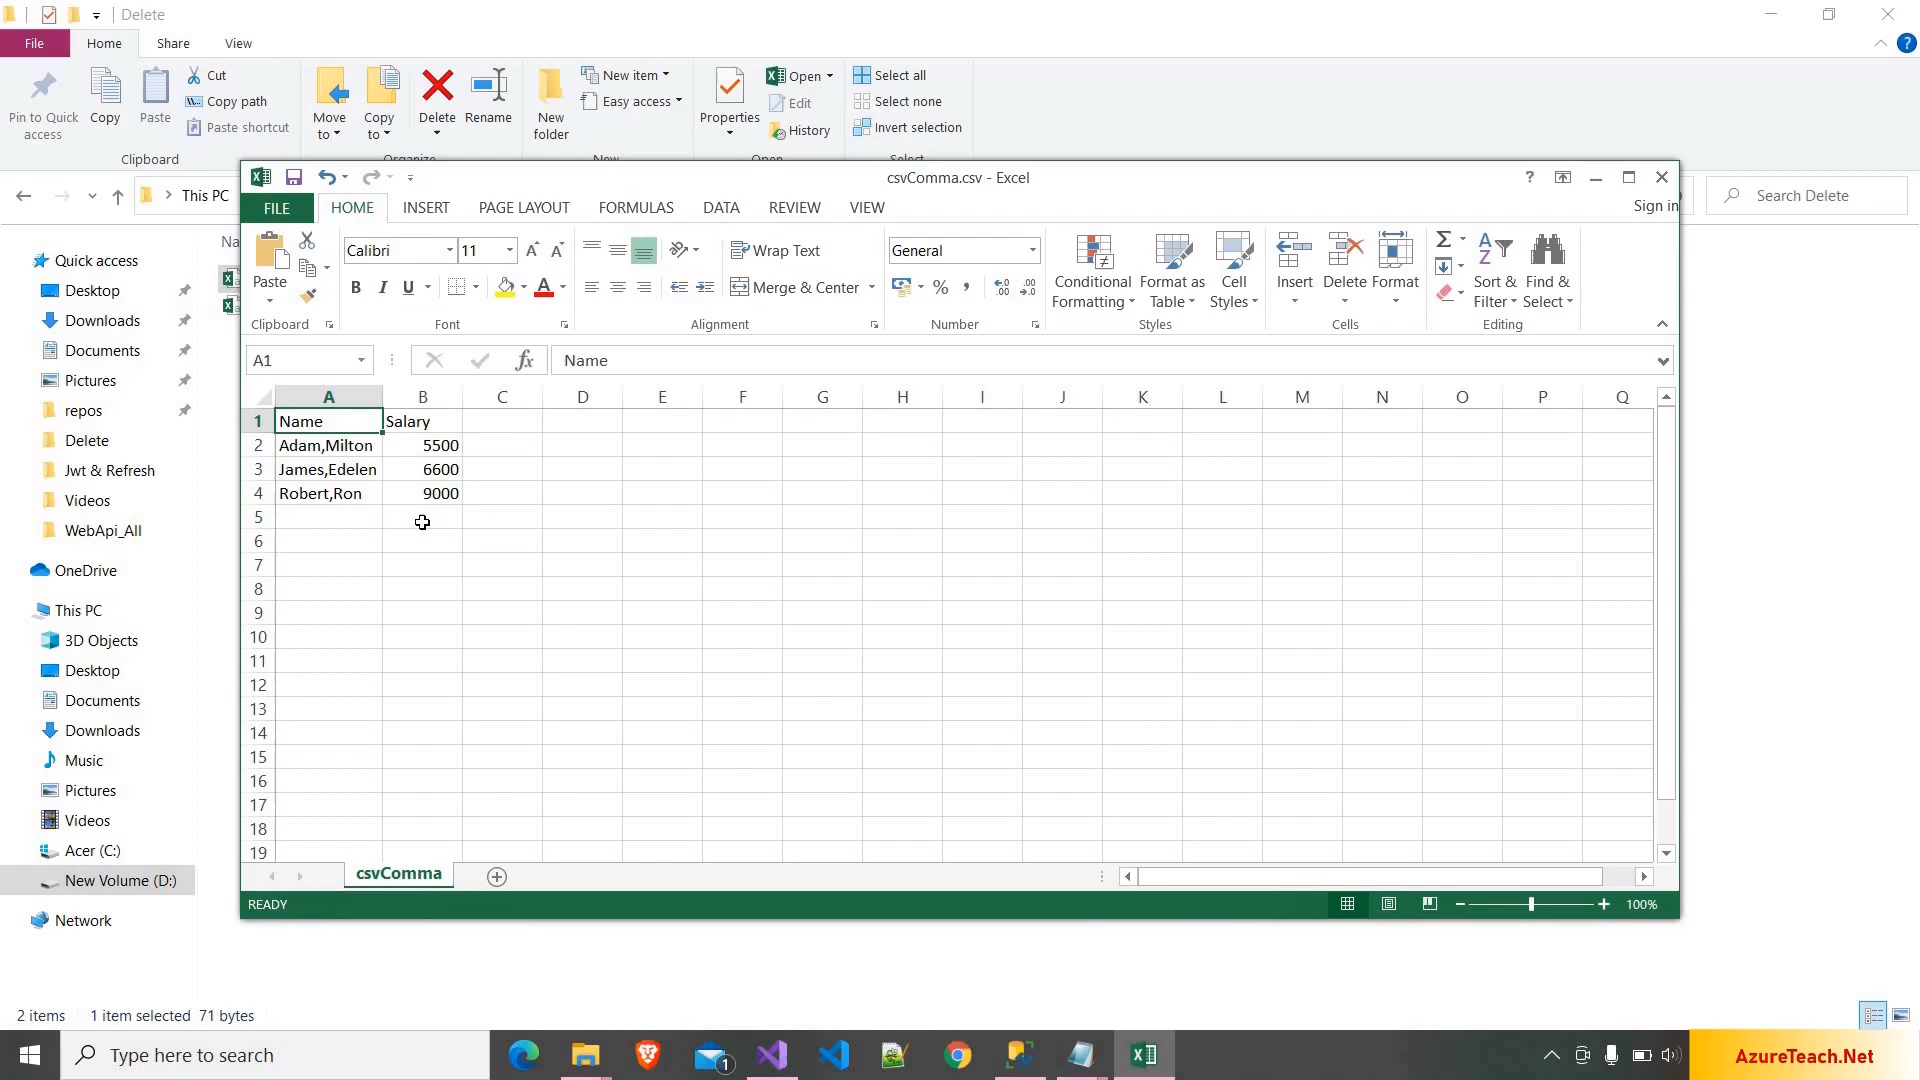 Delete
File
Home
Share
View
Pin to Quick
access
Copy
Paste
Cut
Copy path
Paste shortcut
Clipboard
Move
to
Copy
to
Delete
Rename
Organize
New
folder
New item
Easy access
New
Properties
Open
Edit
History
Open
Select all
Select none
Invert selection
Select
This PC
Search Delete
Na
Quick access
Desktop
Downloads
Documents
Pictures
repos
Delete
Jwt & Refresh
Videos
WebApi_All
OneDrive
This PC
3D Objects
Desktop
Documents
Downloads
Music
Pictures
Videos
Acer (C:)
New Volume (D:)
Network
2 items
1 item selected 71 bytes
csvComma.csv - Excel
FILE
HOME
INSERT
PAGE LAYOUT
FORMULAS
DATA
REVIEW
VIEW
Sign in
Paste
Clipboard
Calibri
11
B
I
U
Font
Wrap Text
Merge & Center
Alignment
General
Number
Conditional
Formatting
Format as
Table
Cell
Styles
Styles
Insert
Delete
Format
Cells
Sort &
Filter
Find &
Select
Editing
A1
fx
Name
A B C D E F G H I J K L M N O P Q
1 Name Salary
2 Adam,Milton 5500
3 James,Edelen 6600
4 Robert,Ron 9000
5
6
7
8
9
10
11
12
13
14
15
16
17
18
19
csvComma
READY
100%
Type here to search
1
AzureTeach.Net